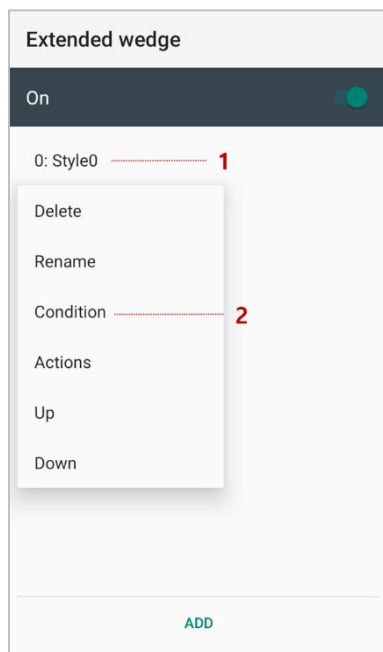 Extended wedge
On
0: Style0 1
Delete
Rename
Condition 2
Actions
Up
Down
ADD